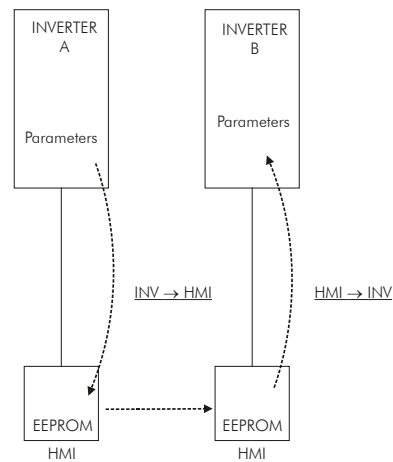 INVERTER
A
INVERTER
B
Parameters
Parameters
INV → HMI
HMI → INV
EEPROM
EEPROM
HMI
HMI